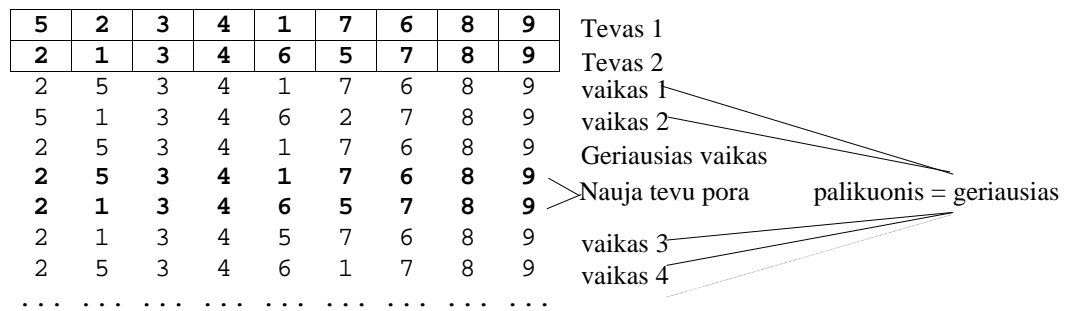 5 2 3 4 1 7 6 8 9 Tevas 1
2 1 3 4 6 5 7 8 9 Tevas 2
2 5 3 4 1 7 6 8 9 vaikas 1
5 1 3 4 6 2 7 8 9 vaikas 2
2 5 3 4 1 7 6 8 9 Geriausias vaikas
2 5 3 4 1 7 6 8 9
Nauja tevu pora palikuonis = geriausias
2 1 3 4 6 5 7 8 9
2 1 3 4 5 7 6 8 9 vaikas 3
2 5 3 4 6 1 7 8 9 vaikas 4
... ... ... ... ... ... ... ... ...